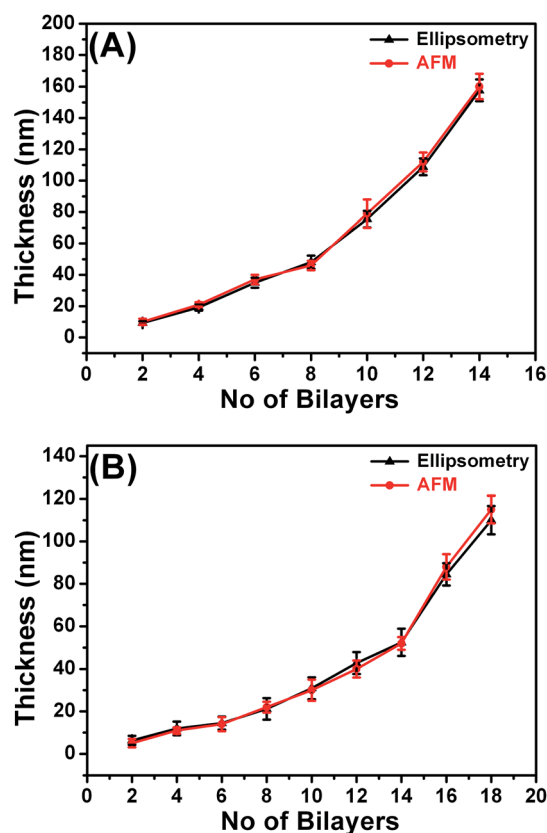 (A)
Ellipsometry
AFM
Thickness (nm)
200
180
160
140
120
100
80
60
40
20
0
0 2 4 6 8 10 12 14 16
No of Bilayers
(B)
Ellipsometry
AFM
Thickness (nm)
140
120
100
80
60
40
20
0
0 2 4 6 8 10 12 14 16 18 20
No of Bilayers